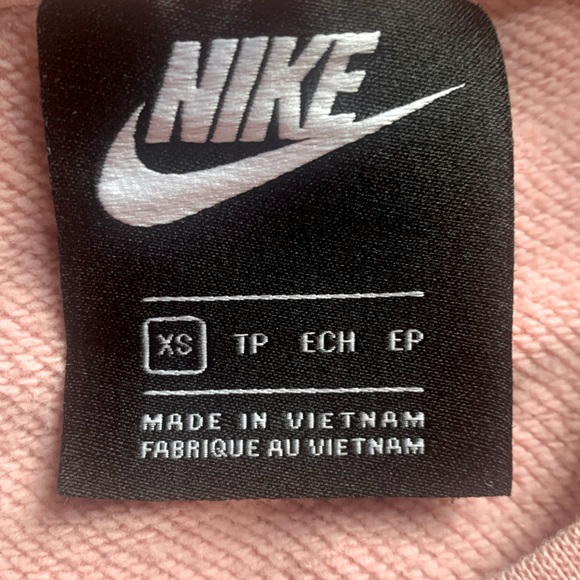 NIKE
XS TP ECH EP
MADE IN VIETNAM
FABRIQUE AU VIETNAM